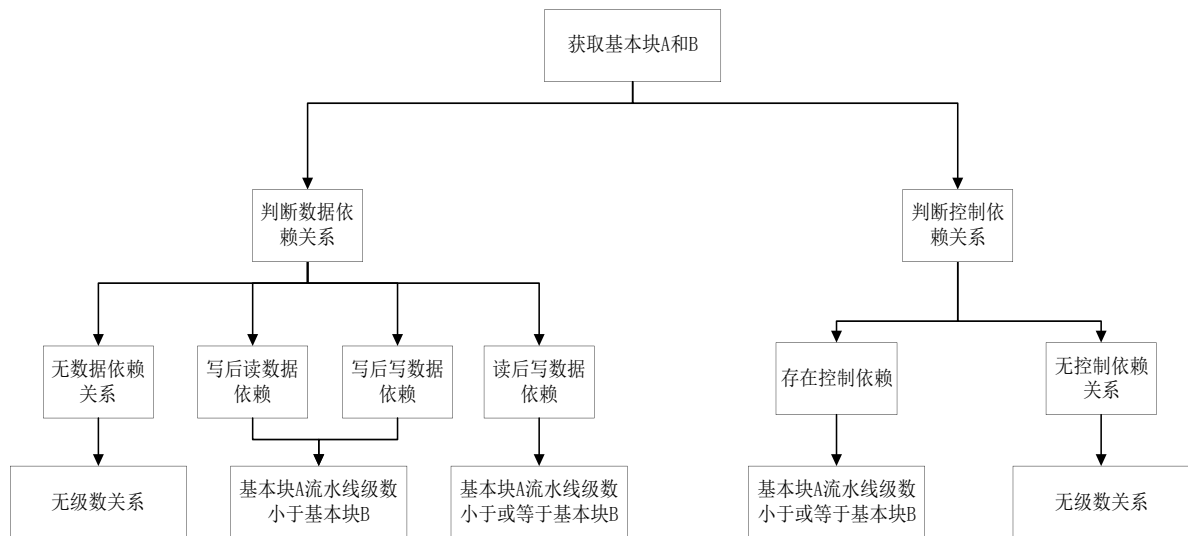 获取基本块A和B
判断数据依
赖关系
判断控制依
赖关系
无数据依赖
关系
写后读数据
依赖
写后写数据
依赖
读后写数据
依赖
存在控制依赖
无控制依赖
关系
无级数关系
基本块A流水线级数
小于基本块B
基本块A流水线级数
小于或等于基本块B
基本块A流水线级数
小于或等于基本块B
无级数关系